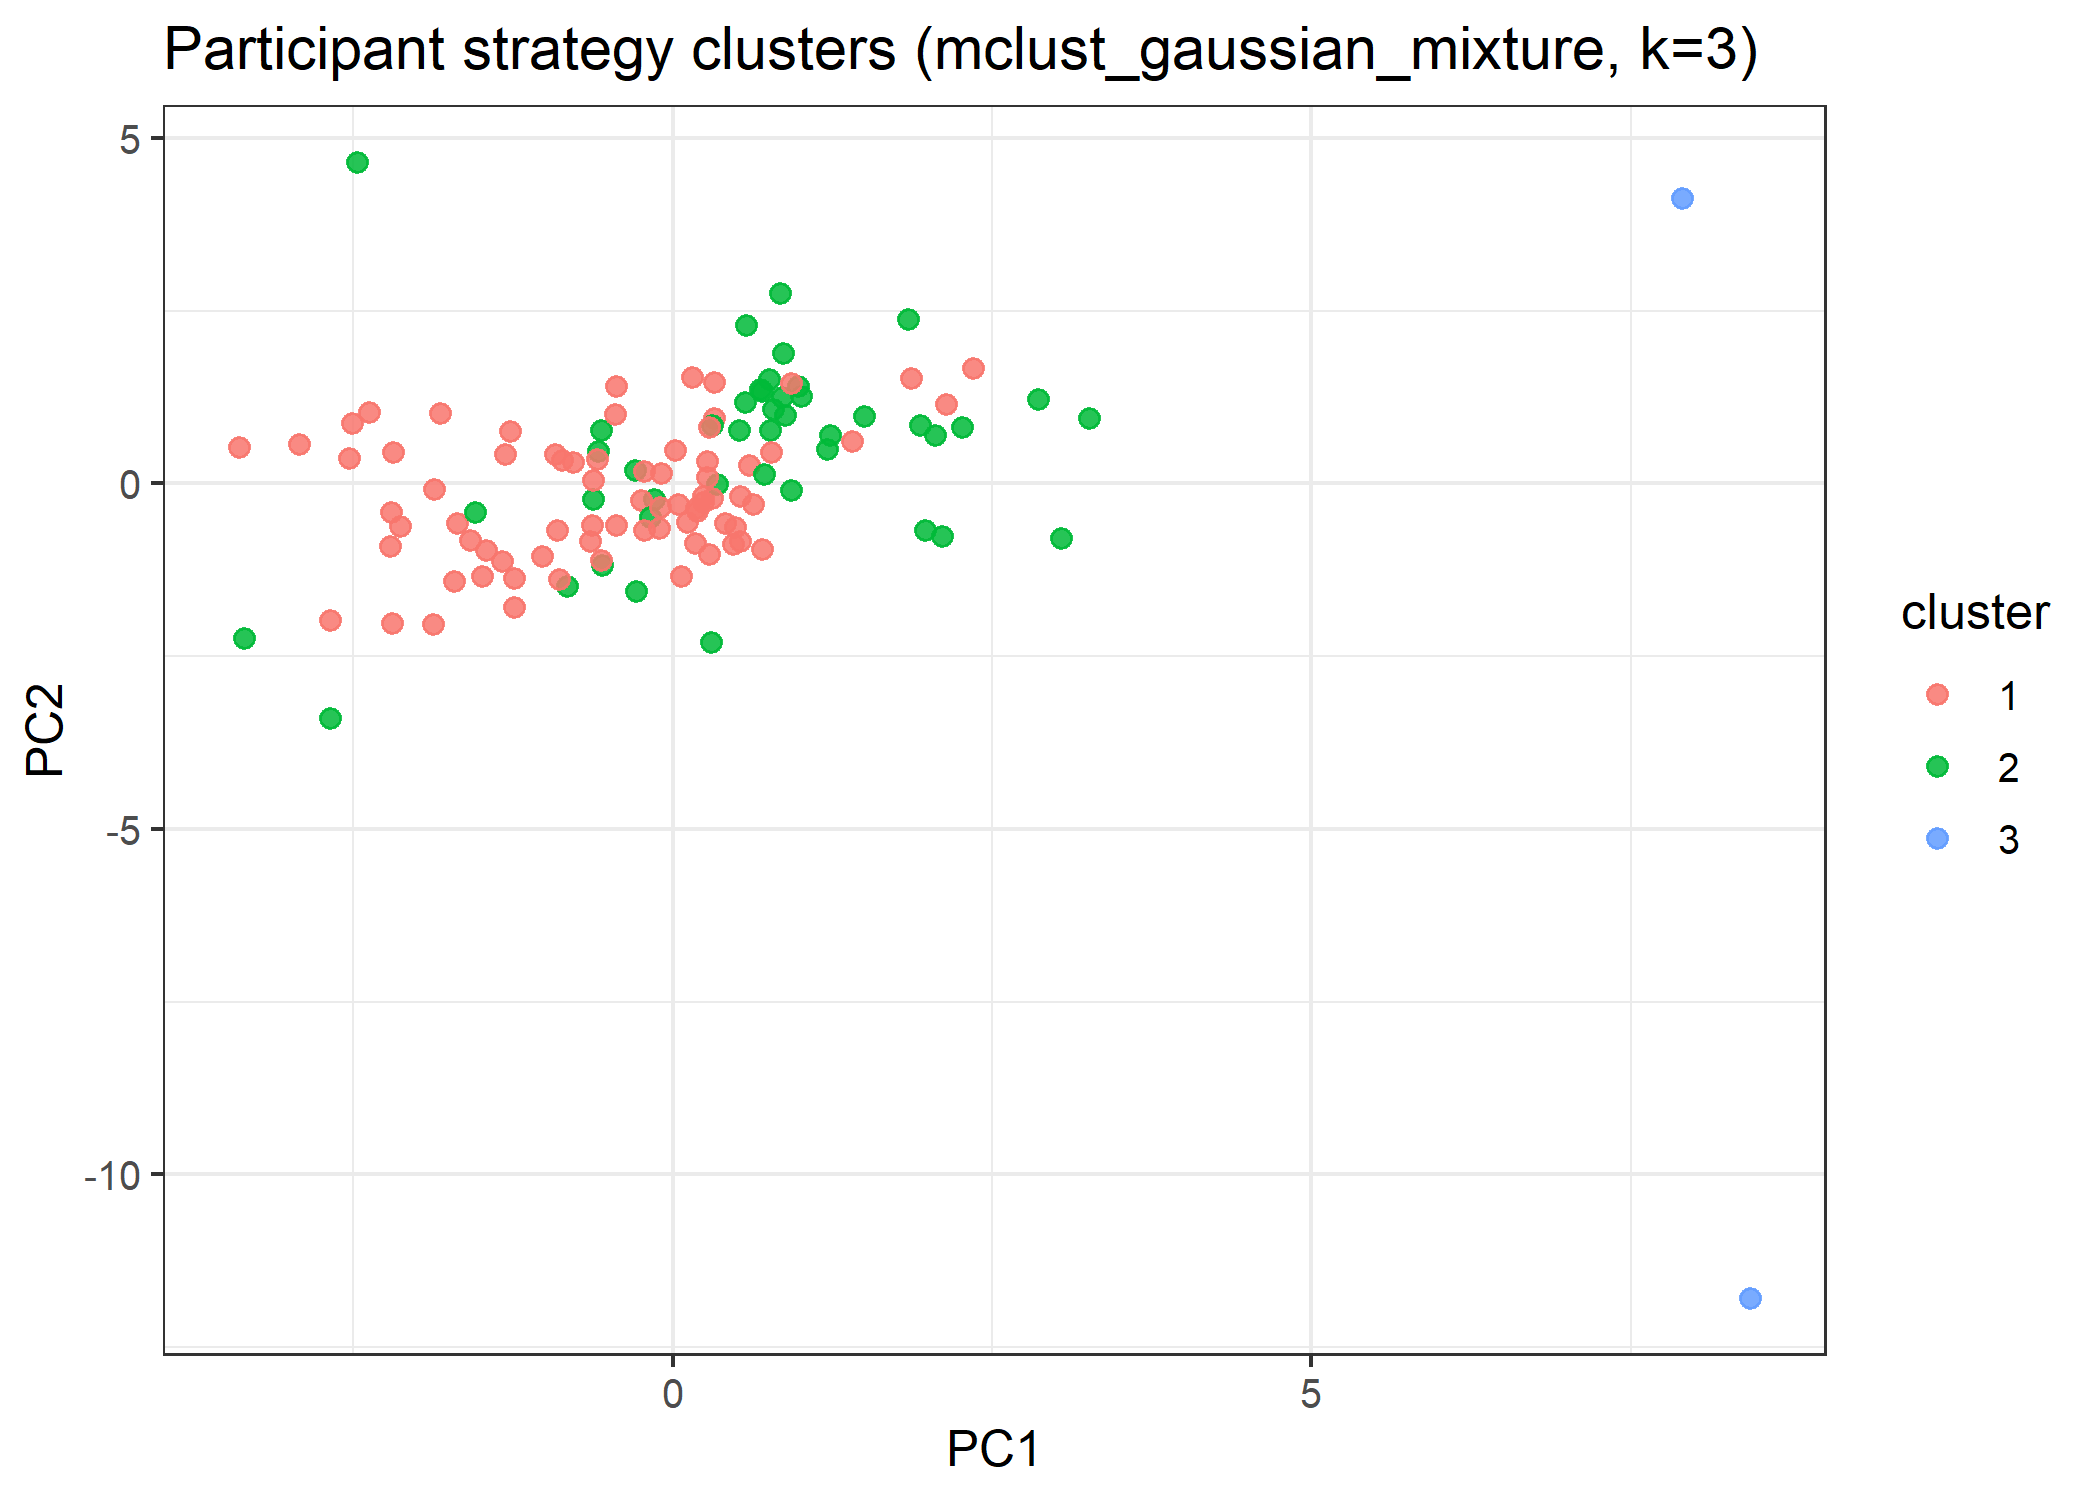 Participant strategy clusters (mclust_gaussian_mixture, k=3)
5
0
-5
-10
PC2
0
5
PC1
cluster
1
2
3